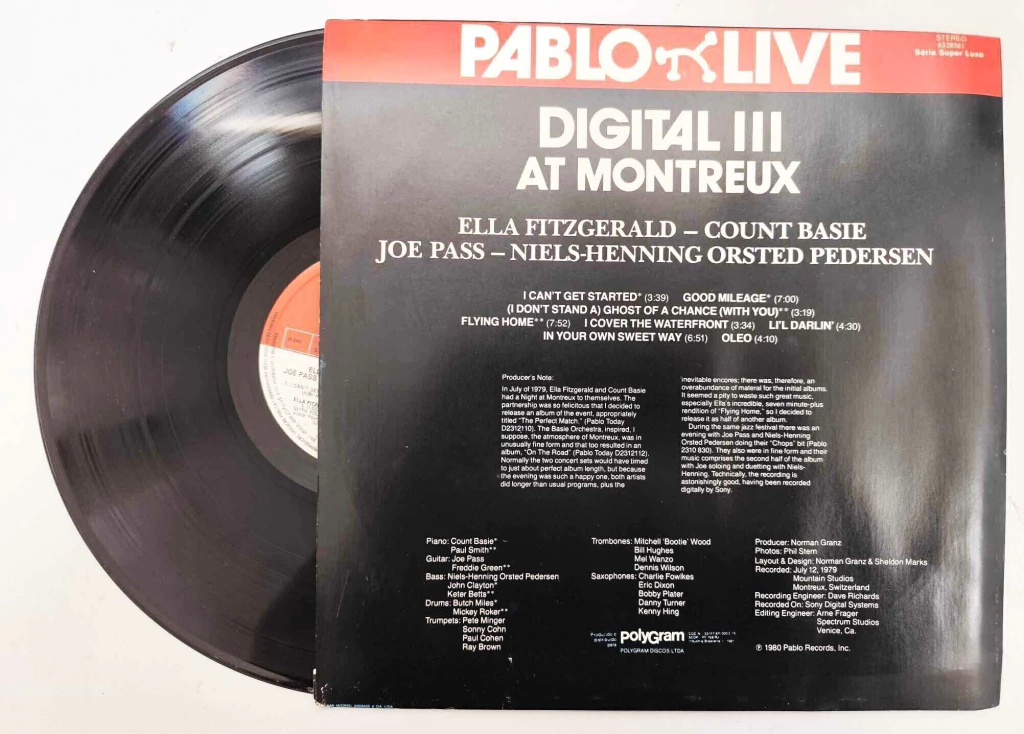 PABLO LIVE
STEREO
6328361
Série Super Luxo
DIGITAL III
AT MONTREUX
ELLA FITZGERALD – COUNT BASIE
JOE PASS – NIELS-HENNING ORSTED PEDERSEN
I CAN'T GET STARTED* (3:39) GOOD MILEAGE* (7:00)
(I DON'T STAND A) GHOST OF A CHANCE (WITH YOU)** (3:19)
FLYING HOME** (7:52) I COVER THE WATERFRONT (3:34) LI'L DARLIN' (4:30)
IN YOUR OWN SWEET WAY (6:51) OLEO (4:10)
Producer's Note:
In July of 1979, Ella Fitzgerald and Count Basie
had a Night at Montreux to themselves. The
partnership was so felicitous that I decided to
release an album of the event, appropriately
titled "The Perfect Match," (Pablo Today
D2312110). The Basie Orchestra, inspired, I
suppose, the atmosphere of Montreux, was in
unusually fine form and that too resulted in an
album, "On The Road" (Pablo Today D2312112).
Normally the two concert sets would have timed
to just about perfect album length, but because
the evening was such a happy one, both artists
did longer than usual programs, plus the
inevitable encores; there was, therefore, an
overabundance of material for the initial albums.
It seemed a pity to waste such great music,
especially Ella's incredible, seven minute-plus
rendition of "Flying Home," so I decided to
release it as half of another album.
During the same jazz festival there was an
evening with Joe Pass and Niels-Henning
Orsted Pedersen doing their "Chops" bit (Pablo
2310 830). They also were in fine form and their
music comprises the second half of the album
with Joe soloing and duetting with Niels-
Henning. Technically, the recording is
astonishingly good, having been recorded
digitally by Sony.
Piano: Count Basie*
Paul Smith**
Guitar: Joe Pass
Freddie Green**
Bass: Niels-Henning Orsted Pedersen
John Clayton*
Keter Betts**
Drums: Butch Miles*
Mickey Roker**
Trumpets: Pete Minger
Sonny Cohn
Paul Cohen
Ray Brown
Trombones: Mitchell 'Bootie' Wood
Bill Hughes
Mel Wanzo
Dennis Wilson
Saxophones: Charlie Fowlkes
Eric Dixon
Bobby Plater
Danny Turner
Kenny Hing
Produzido e
distribuído
pela
polyGram
POLYGRAM DISCOS LTDA
Producer: Norman Granz
Photos: Phil Stern
Layout & Design: Norman Granz & Sheldon Marks
Recorded: July 12, 1979
Mountain Studios
Montreux, Switzerland
Recording Engineer: Dave Richards
Recorded On: Sony Digital Systems
Editing Engineer: Arne Frager
Spectrum Studios
Venice, Ca.
℗ 1980 Pablo Records, Inc.
JOE PASS